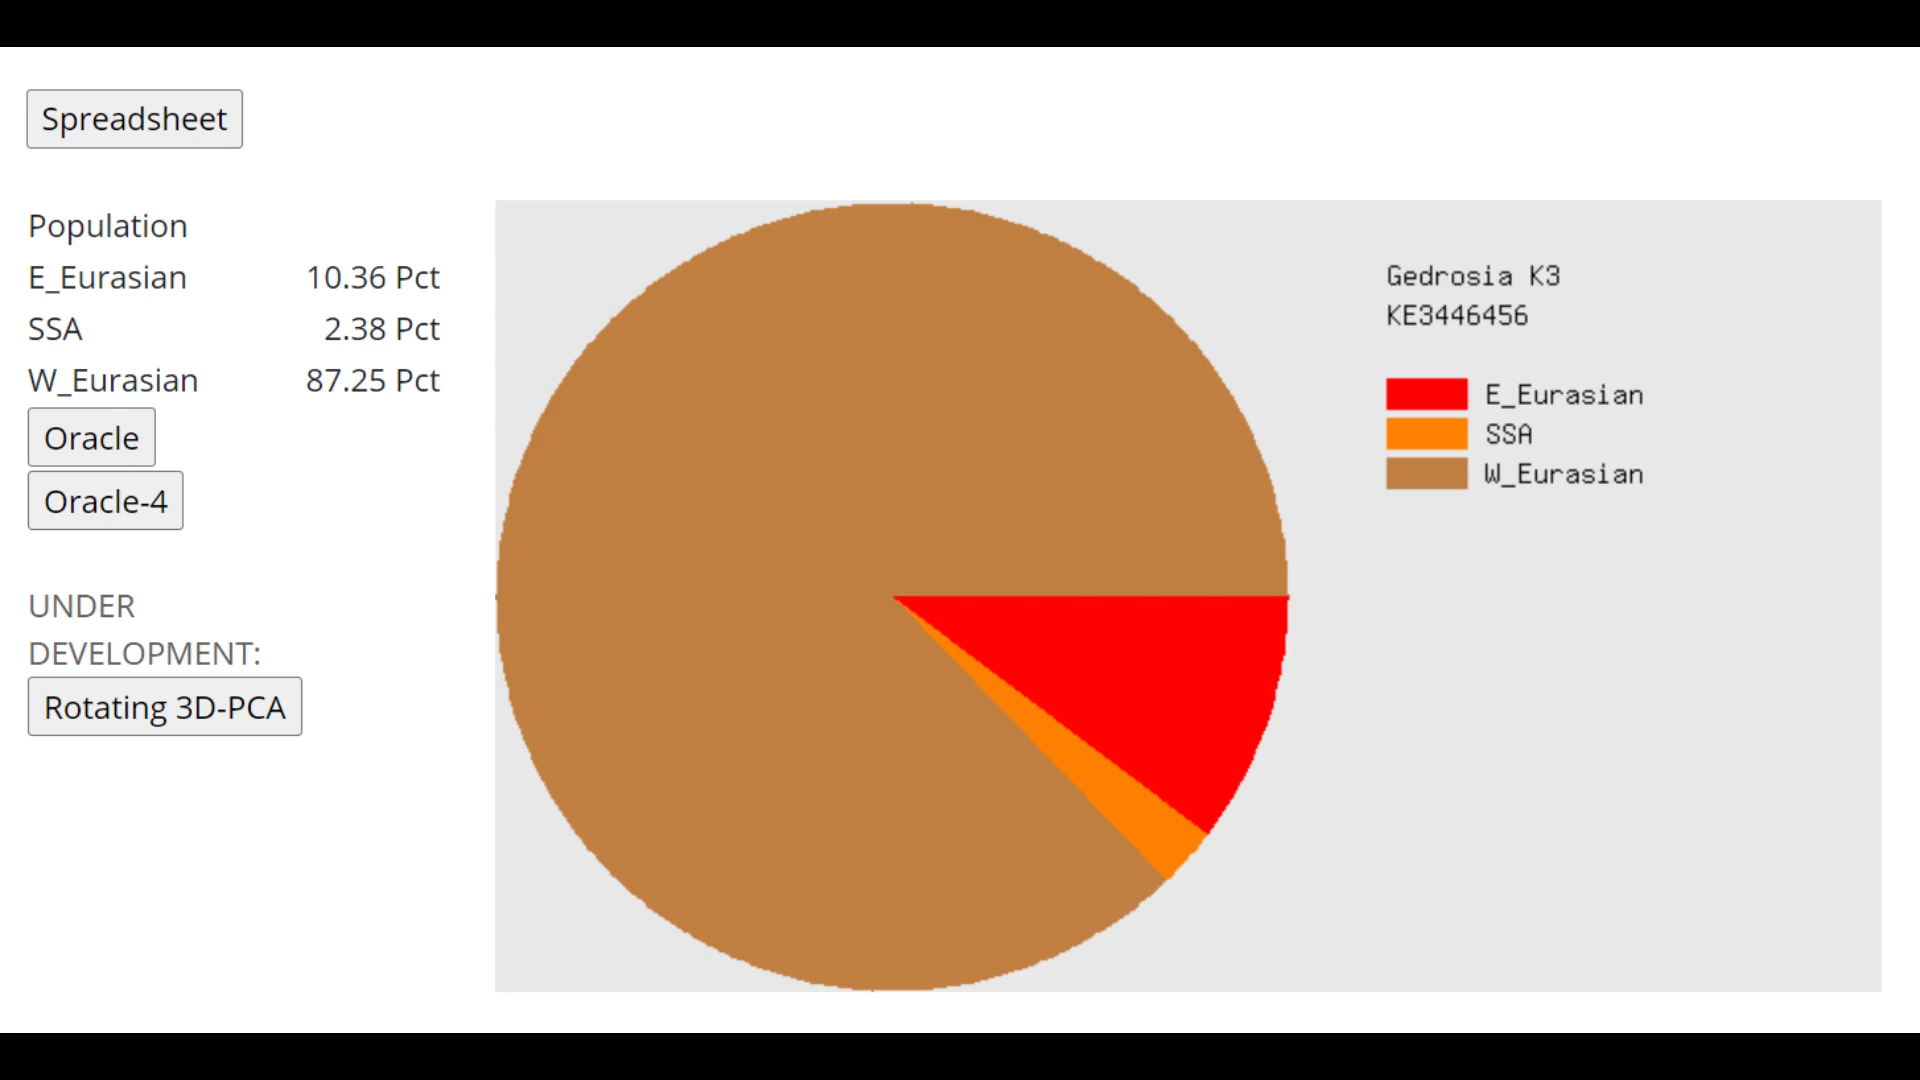 Spreadsheet
Population
E_Eurasian 10.36 Pct
SSA 2.38 Pct
W_Eurasian 87.25 Pct
Oracle
Oracle-4
UNDER
DEVELOPMENT:
Rotating 3D-PCA
Gedrosia K3
KE3446456
E_Eurasian
SSA
W_Eurasian